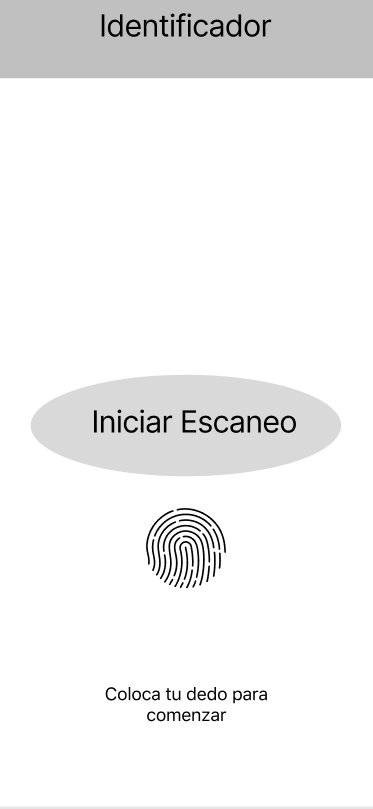 Identificador
Iniciar Escaneo
Coloca tu dedo para
comenzar